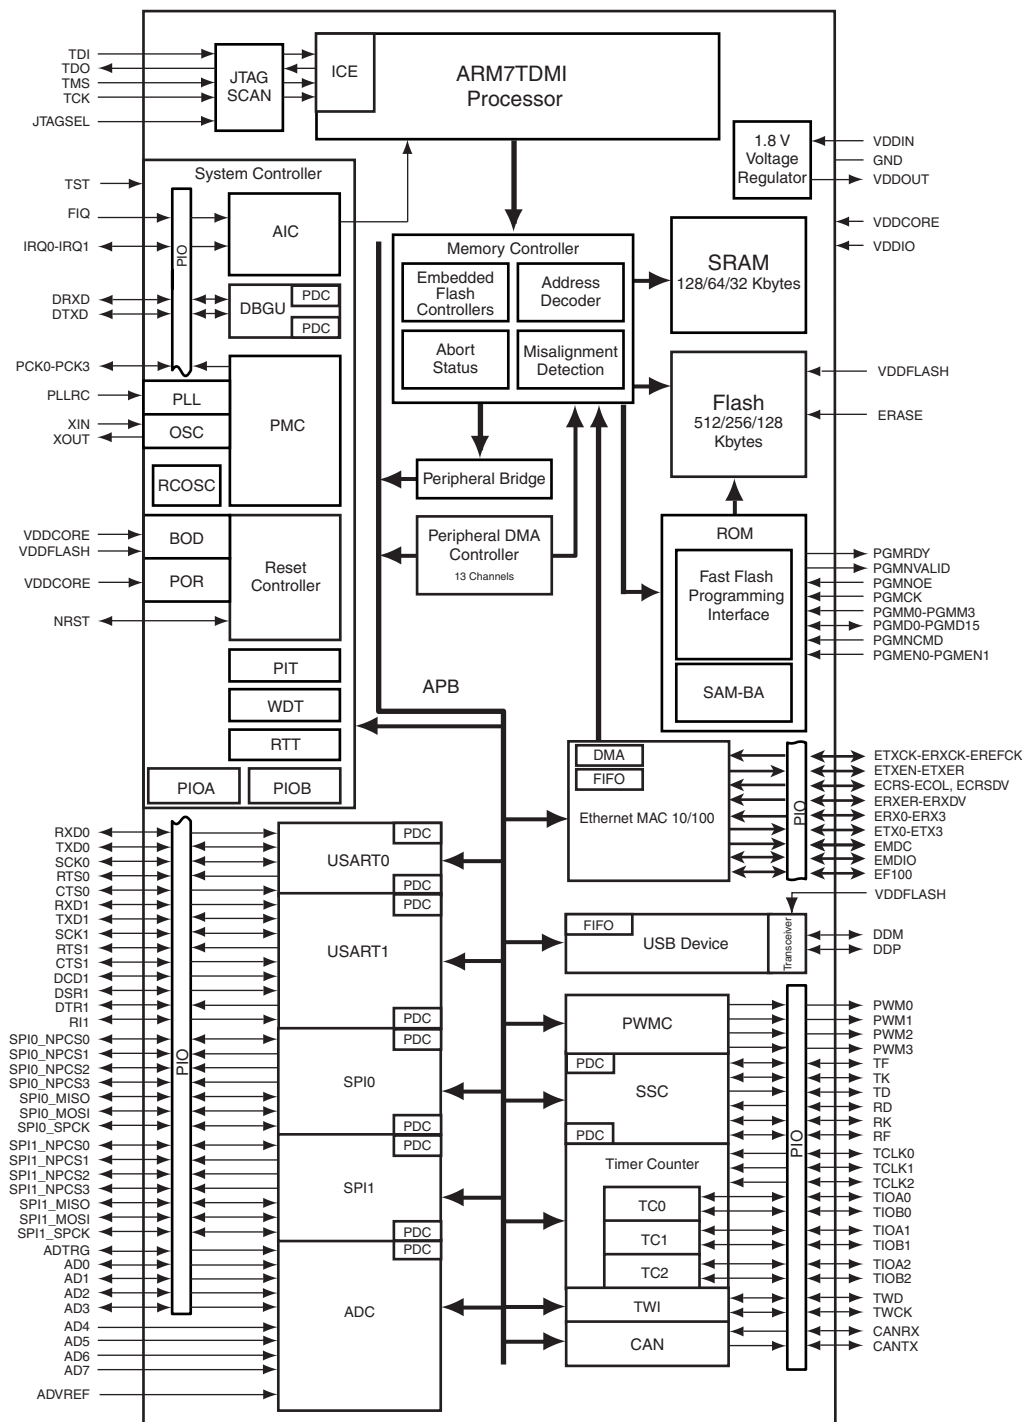 TDI
TDO
TMS
TCK
JTAGSEL
JTAG
SCAN
ICE
ARM7TDMI
Processor
1.8 V
Voltage
Regulator
VDDIN
GND
VDDOUT
VDDCORE
VDDIO
System Controller
TST
FIQ
IRQ0-IRQ1
PIO
AIC
DRXD
DTXD
DBGU
PDC
PDC
PCK0-PCK3
PLLRC
PLL
XIN
XOUT
OSC
PMC
RCOSC
VDDCORE
VDDFLASH
BOD
VDDCORE
POR
Reset
Controller
NRST
PIT
WDT
RTT
PIOA
PIOB
Memory Controller
Embedded
Flash
Controllers
Address
Decoder
Abort
Status
Misalignment
Detection
SRAM
128/64/32 Kbytes
Flash
512/256/128
Kbytes
VDDFLASH
ERASE
Peripheral Bridge
Peripheral DMA
Controller
13 Channels
ROM
Fast Flash
Programming
Interface
SAM-BA
PGMRDY
PGMNVALID
PGMNOE
PGMCK
PGMM0-PGMM3
PGMD0-PGMD15
PGMNCMD
PGMEN0-PGMEN1
APB
DMA
FIFO
Ethernet MAC 10/100
PIO
ETXCK-ERXCK-EREFCK
ETXEN-ETXER
ECRS-ECOL, ECRSDV
ERXER-ERXDV
ERX0-ERX3
ETX0-ETX3
EMDC
EMDIO
EF100
VDDFLASH
FIFO
USB Device
Transceiver
DDM
DDP
RXD0
TXD0
SCK0
RTS0
CTS0
RXD1
TXD1
SCK1
RTS1
CTS1
DCD1
DSR1
DTR1
RI1
SPI0_NPCS0
SPI0_NPCS1
SPI0_NPCS2
SPI0_NPCS3
SPI0_MISO
SPI0_MOSI
SPI0_SPCK
SPI1_NPCS0
SPI1_NPCS1
SPI1_NPCS2
SPI1_NPCS3
SPI1_MISO
SPI1_MOSI
SPI1_SPCK
ADTRG
AD0
AD1
AD2
AD3
AD4
AD5
AD6
AD7
ADVREF
PIO
PDC
USART0
PDC
PDC
USART1
PDC
PDC
SPI0
PDC
PDC
SPI1
PDC
PDC
ADC
PWMC
PDC
SSC
PDC
Timer Counter
TC0
TC1
TC2
TWI
CAN
PIO
PWM0
PWM1
PWM2
PWM3
TF
TK
TD
RD
RK
RF
TCLK0
TCLK1
TCLK2
TIOA0
TIOB0
TIOA1
TIOB1
TIOA2
TIOB2
TWD
TWCK
CANRX
CANTX